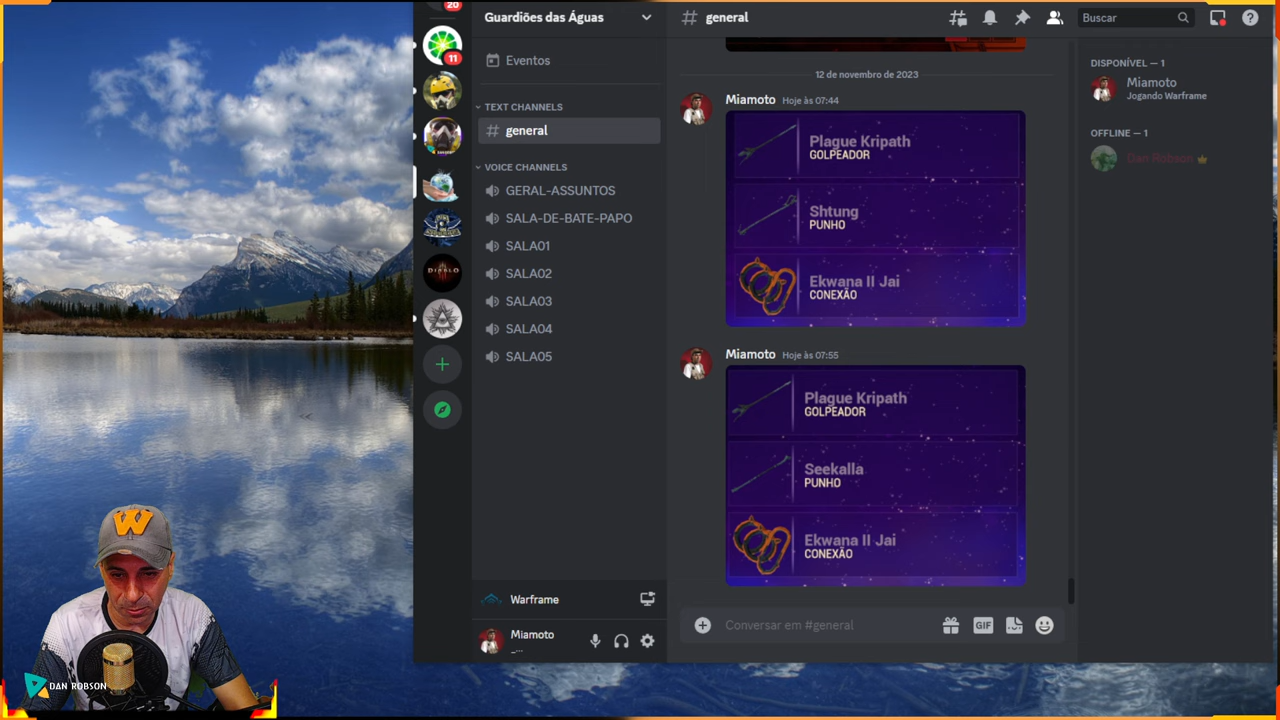 20
Guardiões das Águas
general
Buscar
11
Eventos
TEXT CHANNELS
general
VOICE CHANNELS
GERAL-ASSUNTOS
SALA-DE-BATE-PAPO
SALA01
SALA02
SALA03
SALA04
SALA05
DIABLO
Warframe
Miamoto
_...
12 de novembro de 2023
Miamoto Hoje às 07:44
Plague Kripath
GOLPEADOR
Shtung
PUNHO
Ekwana II Jai
CONEXÃO
Miamoto Hoje às 07:55
Plague Kripath
GOLPEADOR
Seekalla
PUNHO
Ekwana II Jai
CONEXÃO
Conversar em #general
GIF
DISPONÍVEL — 1
Miamoto
Jogando Warframe
OFFLINE — 1
Dan Robson
W
DAN ROBSON